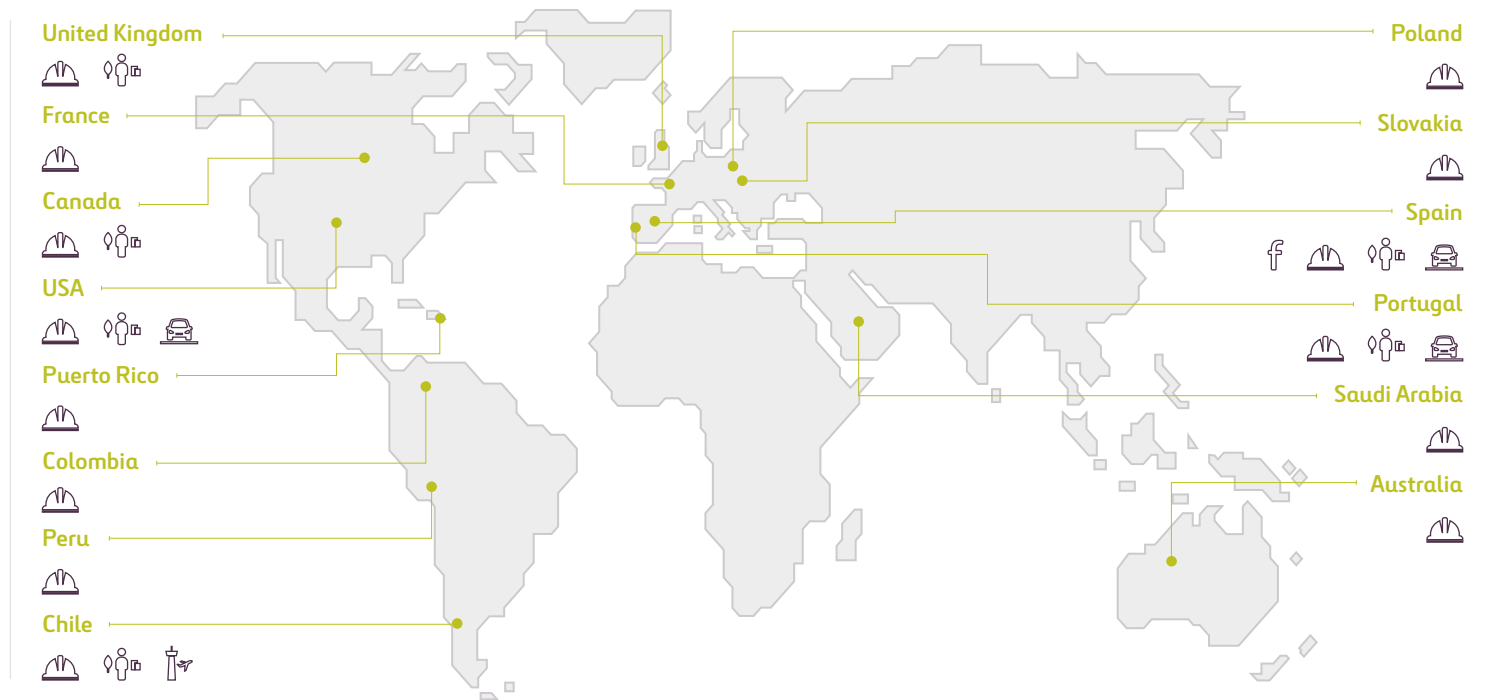 United Kingdom
France
Canada
USA
Puerto Rico
Colombia
Peru
Chile
Poland
Slovakia
Spain
f
Portugal
Saudi Arabia
Australia